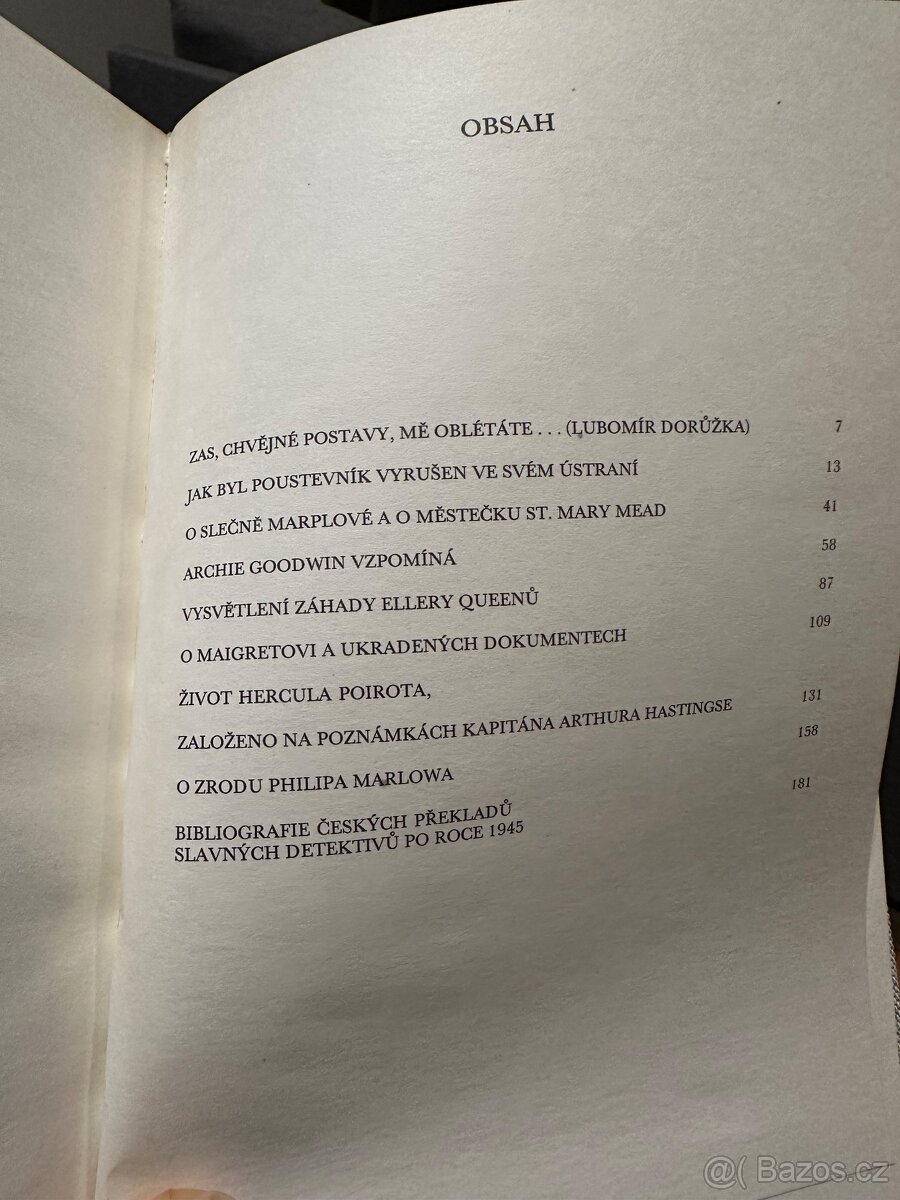 OBSAH
ZAS, CHVĚJNÉ POSTAVY, MĚ OBLÉTÁTE . . . (LUBOMÍR DORŮŽKA) 7
JAK BYL POUSTEVNÍK VYRUŠEN VE SVÉM ÚSTRANÍ 13
O SLEČNĚ MARPLOVÉ A O MĚSTEČKU ST. MARY MEAD 41
ARCHIE GOODWIN VZPOMÍNÁ 58
VYSVĚTLENÍ ZÁHADY ELLERY QUEENŮ 87
O MAIGRETOVI A UKRADENÝCH DOKUMENTECH 109
ŽIVOT HERCULA POIROTA,
ZALOŽENO NA POZNÁMKÁCH KAPITÁNA ARTHURA HASTINGSE 131
O ZRODU PHILIPA MARLOWA 158
BIBLIOGRAFIE ČESKÝCH PŘEKLADŮ
SLAVNÝCH DETEKTIVŮ PO ROCE 1945 181
@( Bazos.cz